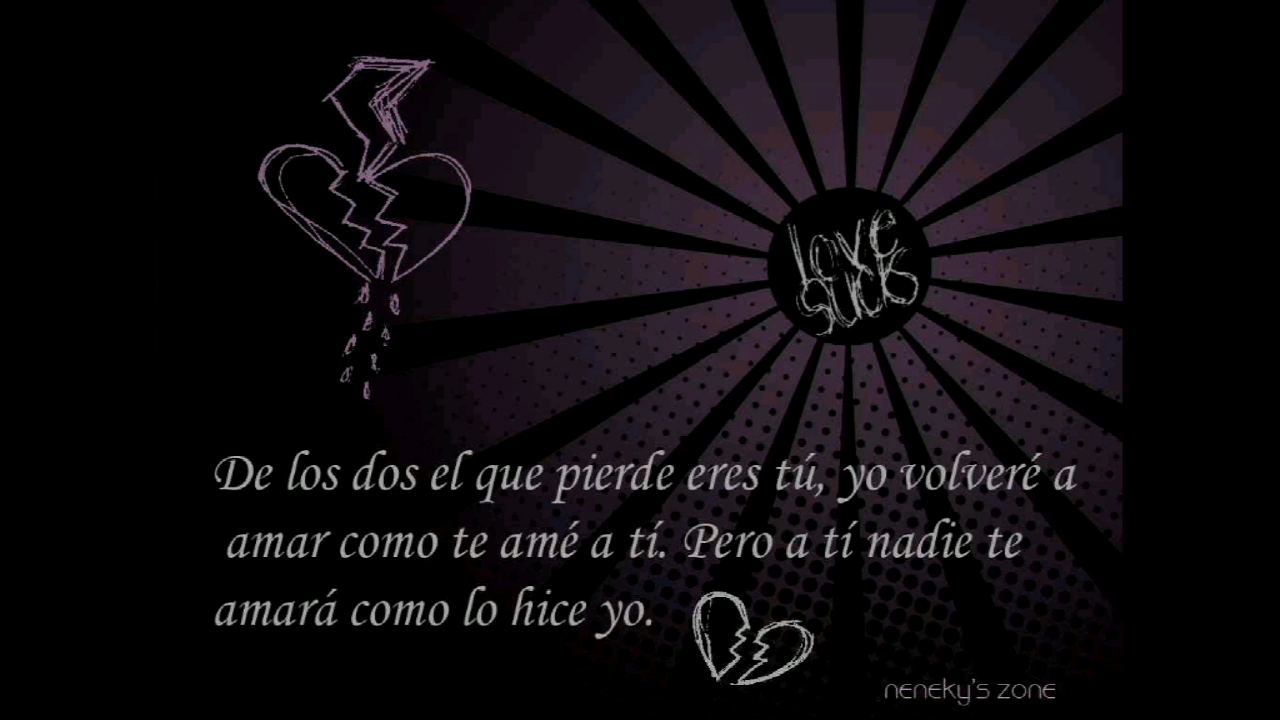 love
sucks
De los dos el que pierde eres tú, yo volveré a
amar como te amé a tí. Pero a tí nadie te
amará como lo hice yo.
neneky's zone